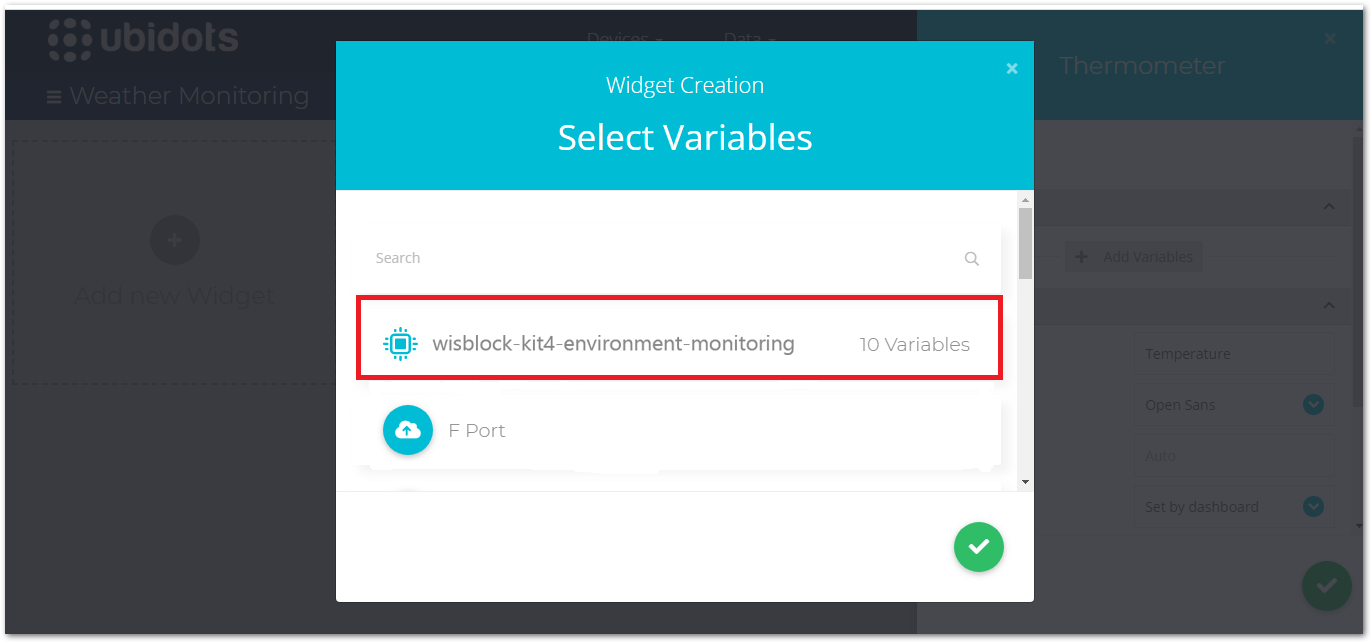 ubidots
Devices
Data
Weather Monitoring
Thermometer
Widget Creation
Select Variables
Search
wisblock-kit4-environment-monitoring
10 Variables
F Port
Add new Widget
Add Variables
Temperature
Open Sans
Auto
Set by dashboard